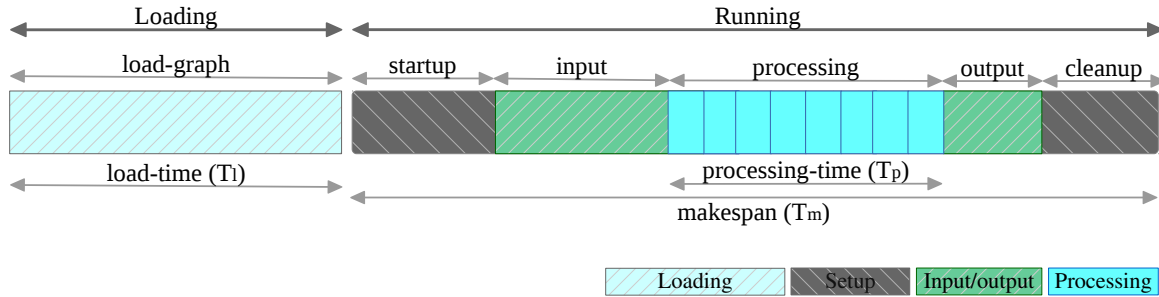 Loading Running
load-graph startup input processing output cleanup
load-time (Tl) processing-time (Tp)
makespan (Tm)
Loading Setup Input/output Processing